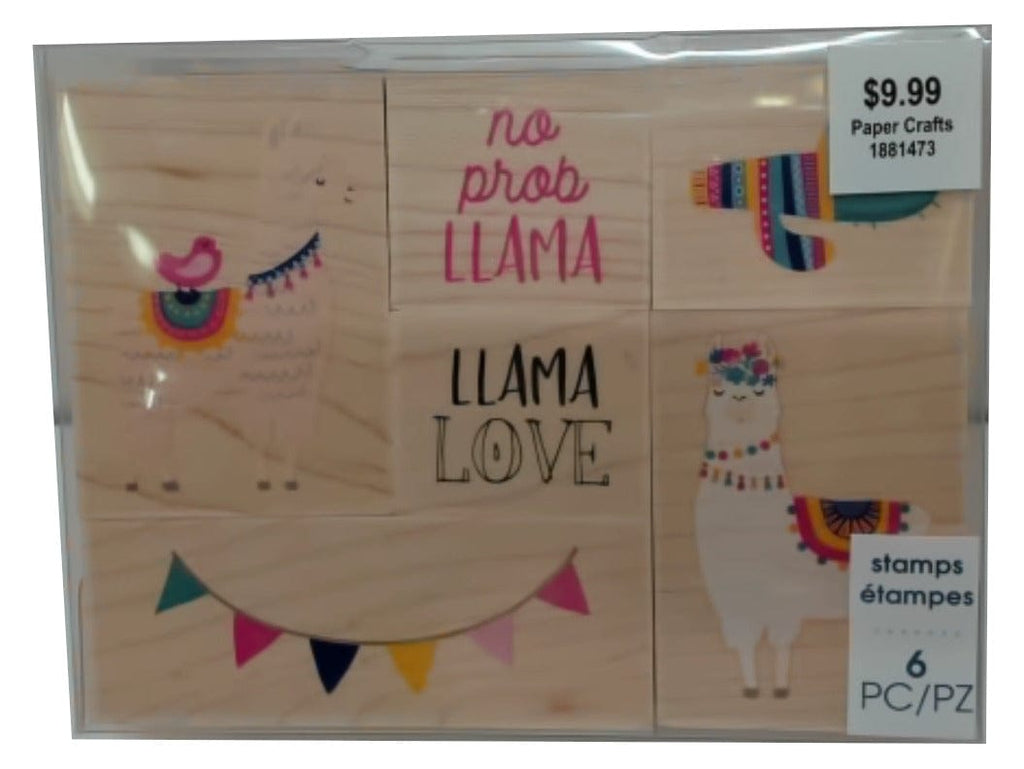 no
prob
LLAMA
$9.99
Paper Crafts
1881473
LLAMA
LOVE
stamps
étampes
6
PC/PZ